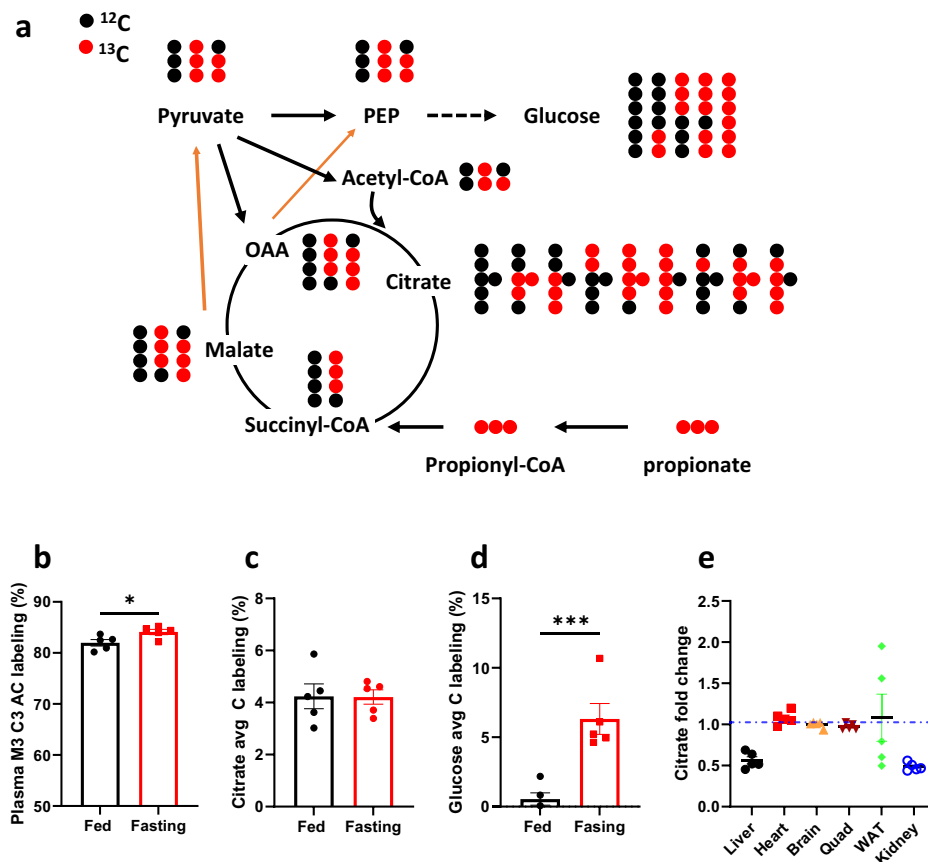 a
12C
13C
Pyruvate
PEP
Glucose
Acetyl-CoA
OAA
Citrate
Malate
Succinyl-CoA
Propionyl-CoA
propionate
b
Plasma M3 C3 AC labeling (%)
90
80
70
60
50
*
Fed
Fasting
c
Citrate avg C labeling (%)
8
6
4
2
0
Fed
Fasting
d
Glucose avg C labeling (%)
15
10
5
0
***
Fed
Fasing
e
Citrate fold change
2.5
2.0
1.5
1.0
0.5
0.0
Liver
Heart
Brain
Quad
WAT
Kidney